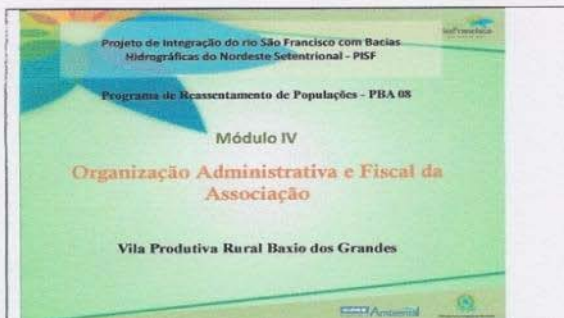 Projeto de Integração do rio São Francisco com Bacias
Hidrográficas do Nordeste Setentrional - PISF
Programa de Reassentamento de Populações - PBA 08
Módulo IV
Organização Administrativa e Fiscal da
Associação
Vila Produtiva Rural Baxio dos Grandes
Ambiental